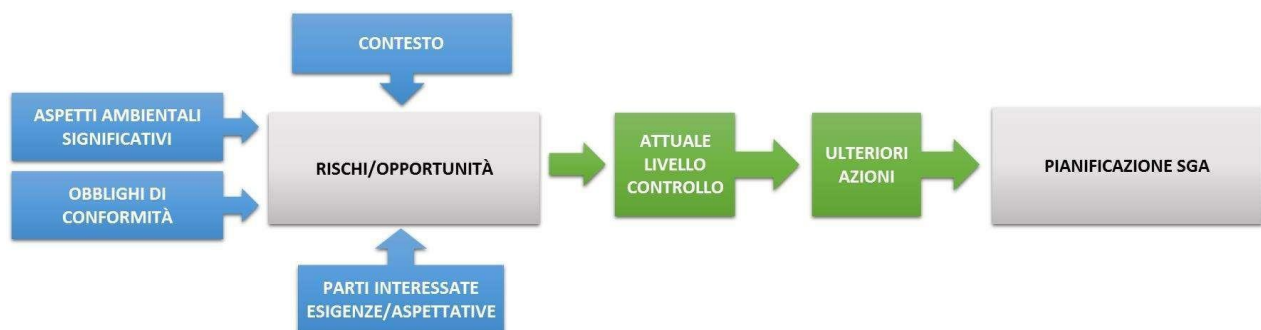 CONTESTO
ASPETTI AMBIENTALI
SIGNIFICATIVI
OBBLIGHI DI
CONFORMITÀ
RISCHI/OPPORTUNITÀ
PARTI INTERESSATE
ESIGENZE/ASPETTATIVE
ATTUALE
LIVELLO
CONTROLLO
ULTERIORI
AZIONI
PIANIFICAZIONE SGA